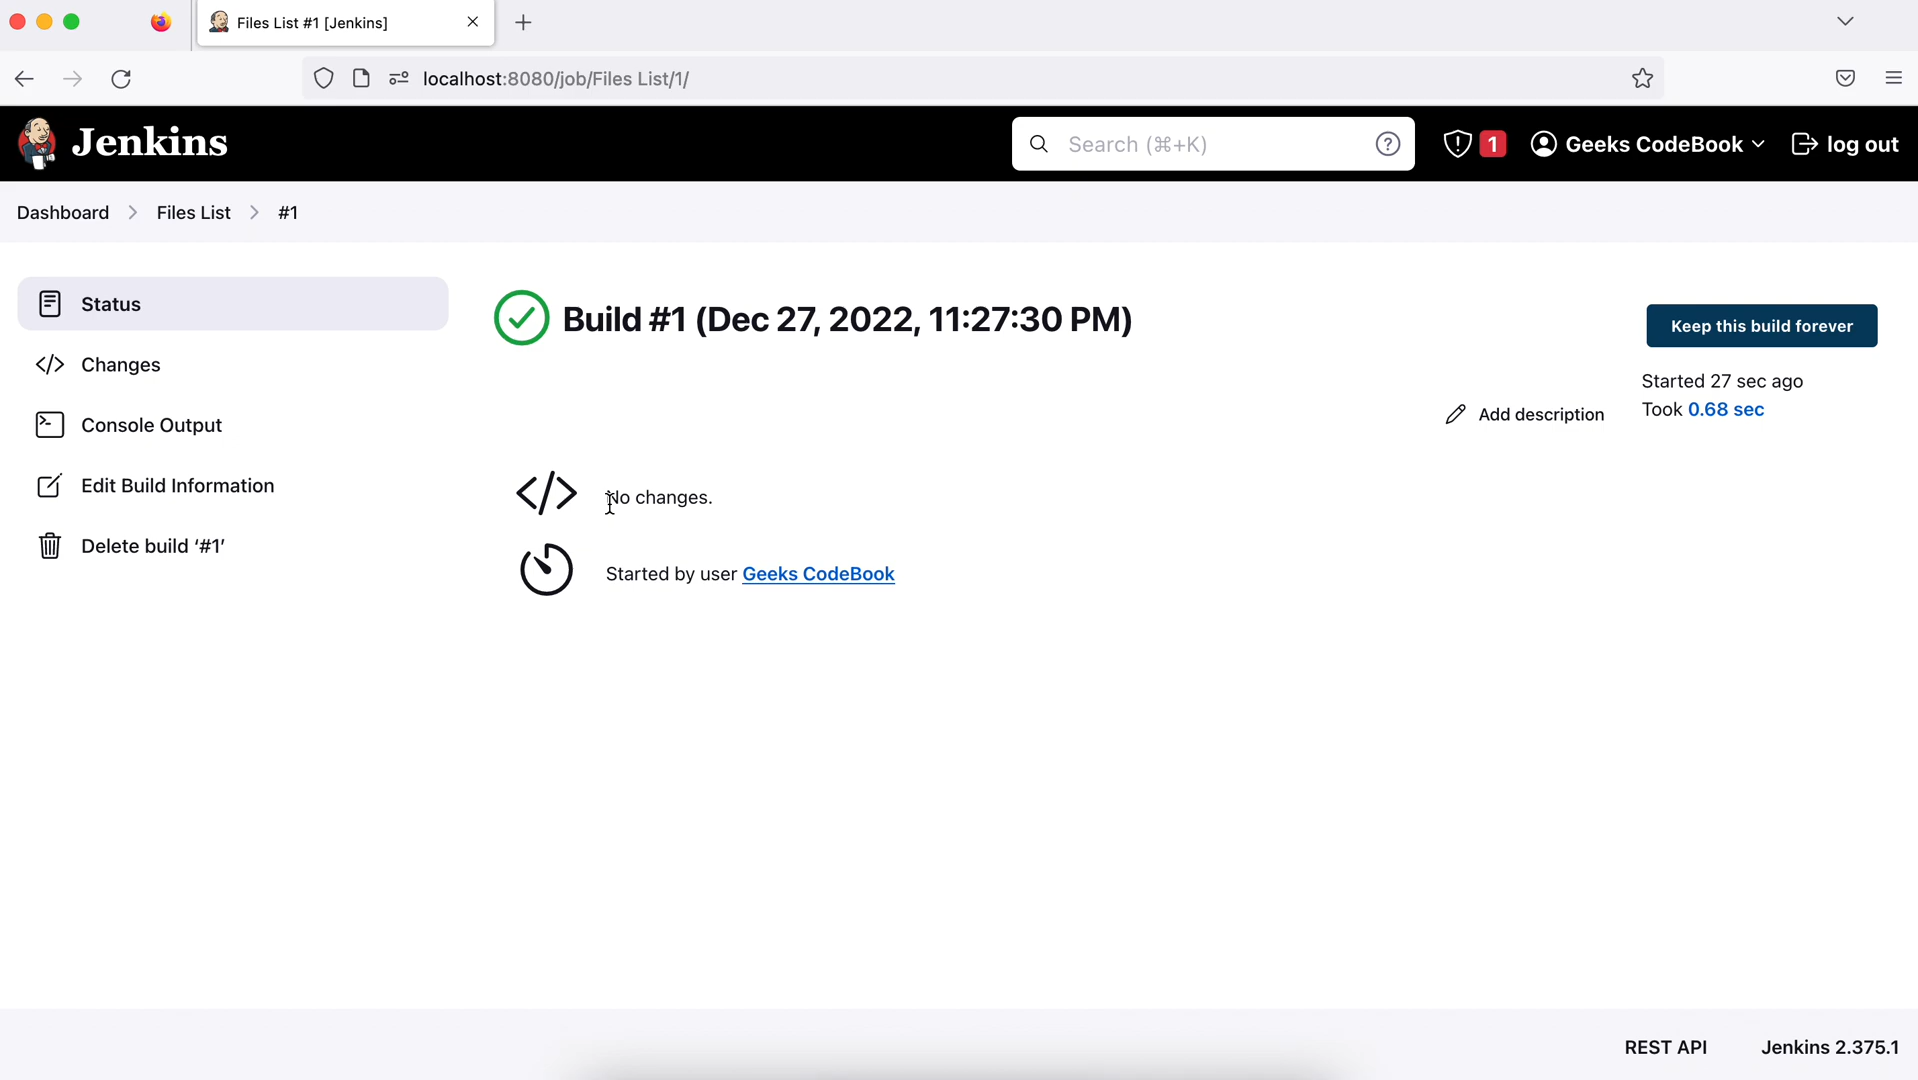 Files List #1 [Jenkins]
localhost:8080/job/Files List/1/
Jenkins
Search (⌘+K)
1
Geeks CodeBook
log out
Dashboard
Files List
#1
Status
Changes
Console Output
Edit Build Information
Delete build ‘#1’
Build #1 (Dec 27, 2022, 11:27:30 PM)
Keep this build forever
Started 27 sec ago
Took 0.68 sec
Add description
No changes.
Started by user Geeks CodeBook
REST API
Jenkins 2.375.1